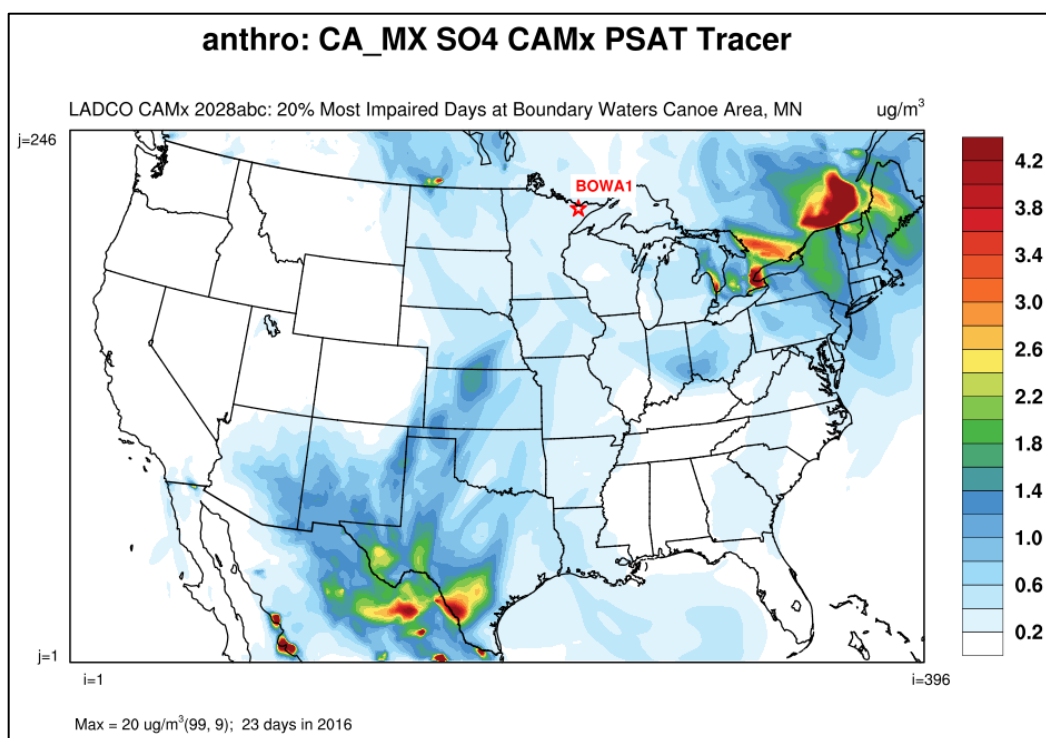 anthro: CA_MX SO4 CAMx PSAT Tracer
LADCO CAMx 2028abc: 20% Most Impaired Days at Boundary Waters Canoe Area, MN ug/m³
j=246
BOWA1
4.2
3.8
3.4
3.0
2.6
2.2
1.8
1.4
1.0
0.6
0.2
j=1
i=1 i=396
Max = 20 ug/m³(99, 9); 23 days in 2016